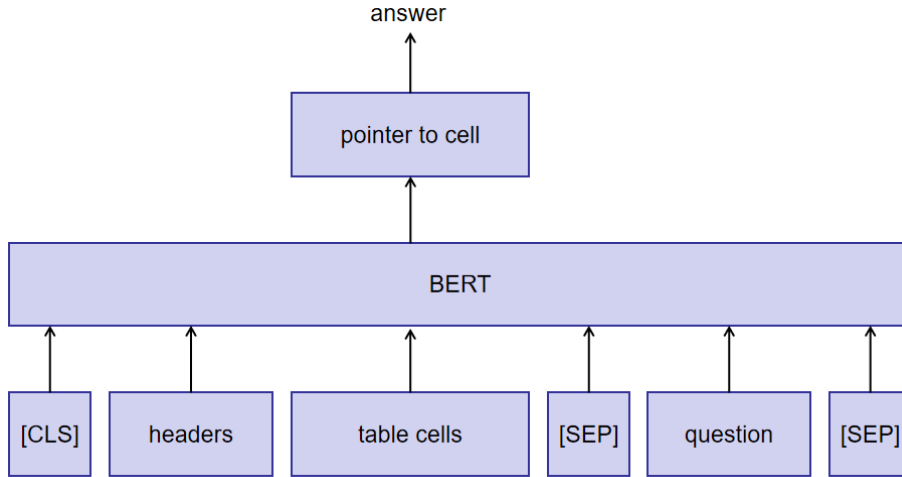 answer
pointer to cell
BERT
[CLS]
headers
table cells
[SEP]
question
[SEP]